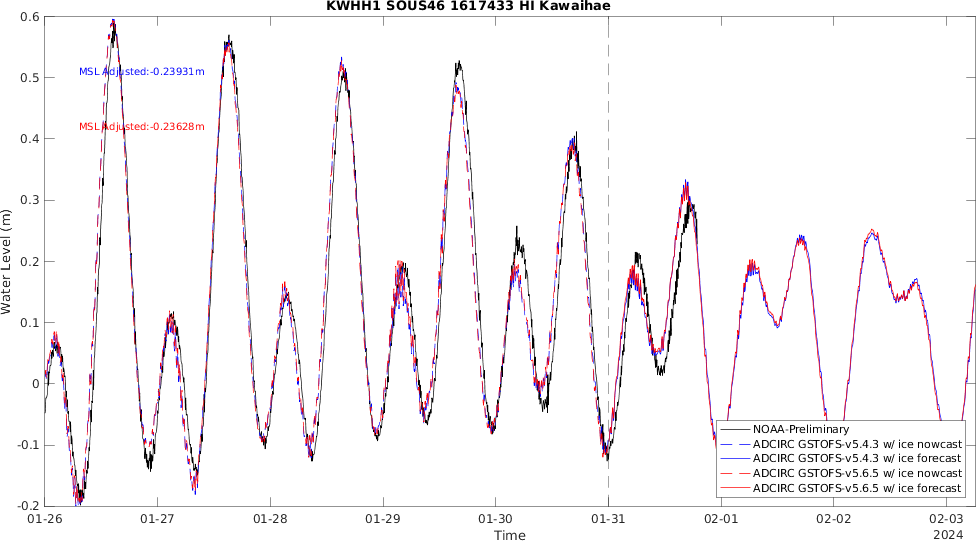 KWHH1 SOUS46 1617433 HI Kawaihae
0.6
0.5
0.4
0.3
0.2
0.1
0
-0.1
-0.2
Water Level (m)
MSL Adjusted:-0.23931m
MSL Adjusted:-0.23628m
NOAA-Preliminary
ADCIRC GSTOFS-v5.4.3 w/ ice nowcast
ADCIRC GSTOFS-v5.4.3 w/ ice forecast
ADCIRC GSTOFS-v5.6.5 w/ ice nowcast
ADCIRC GSTOFS-v5.6.5 w/ ice forecast
01-26 01-27 01-28 01-29 01-30 01-31 02-01 02-02 02-03
Time
2024